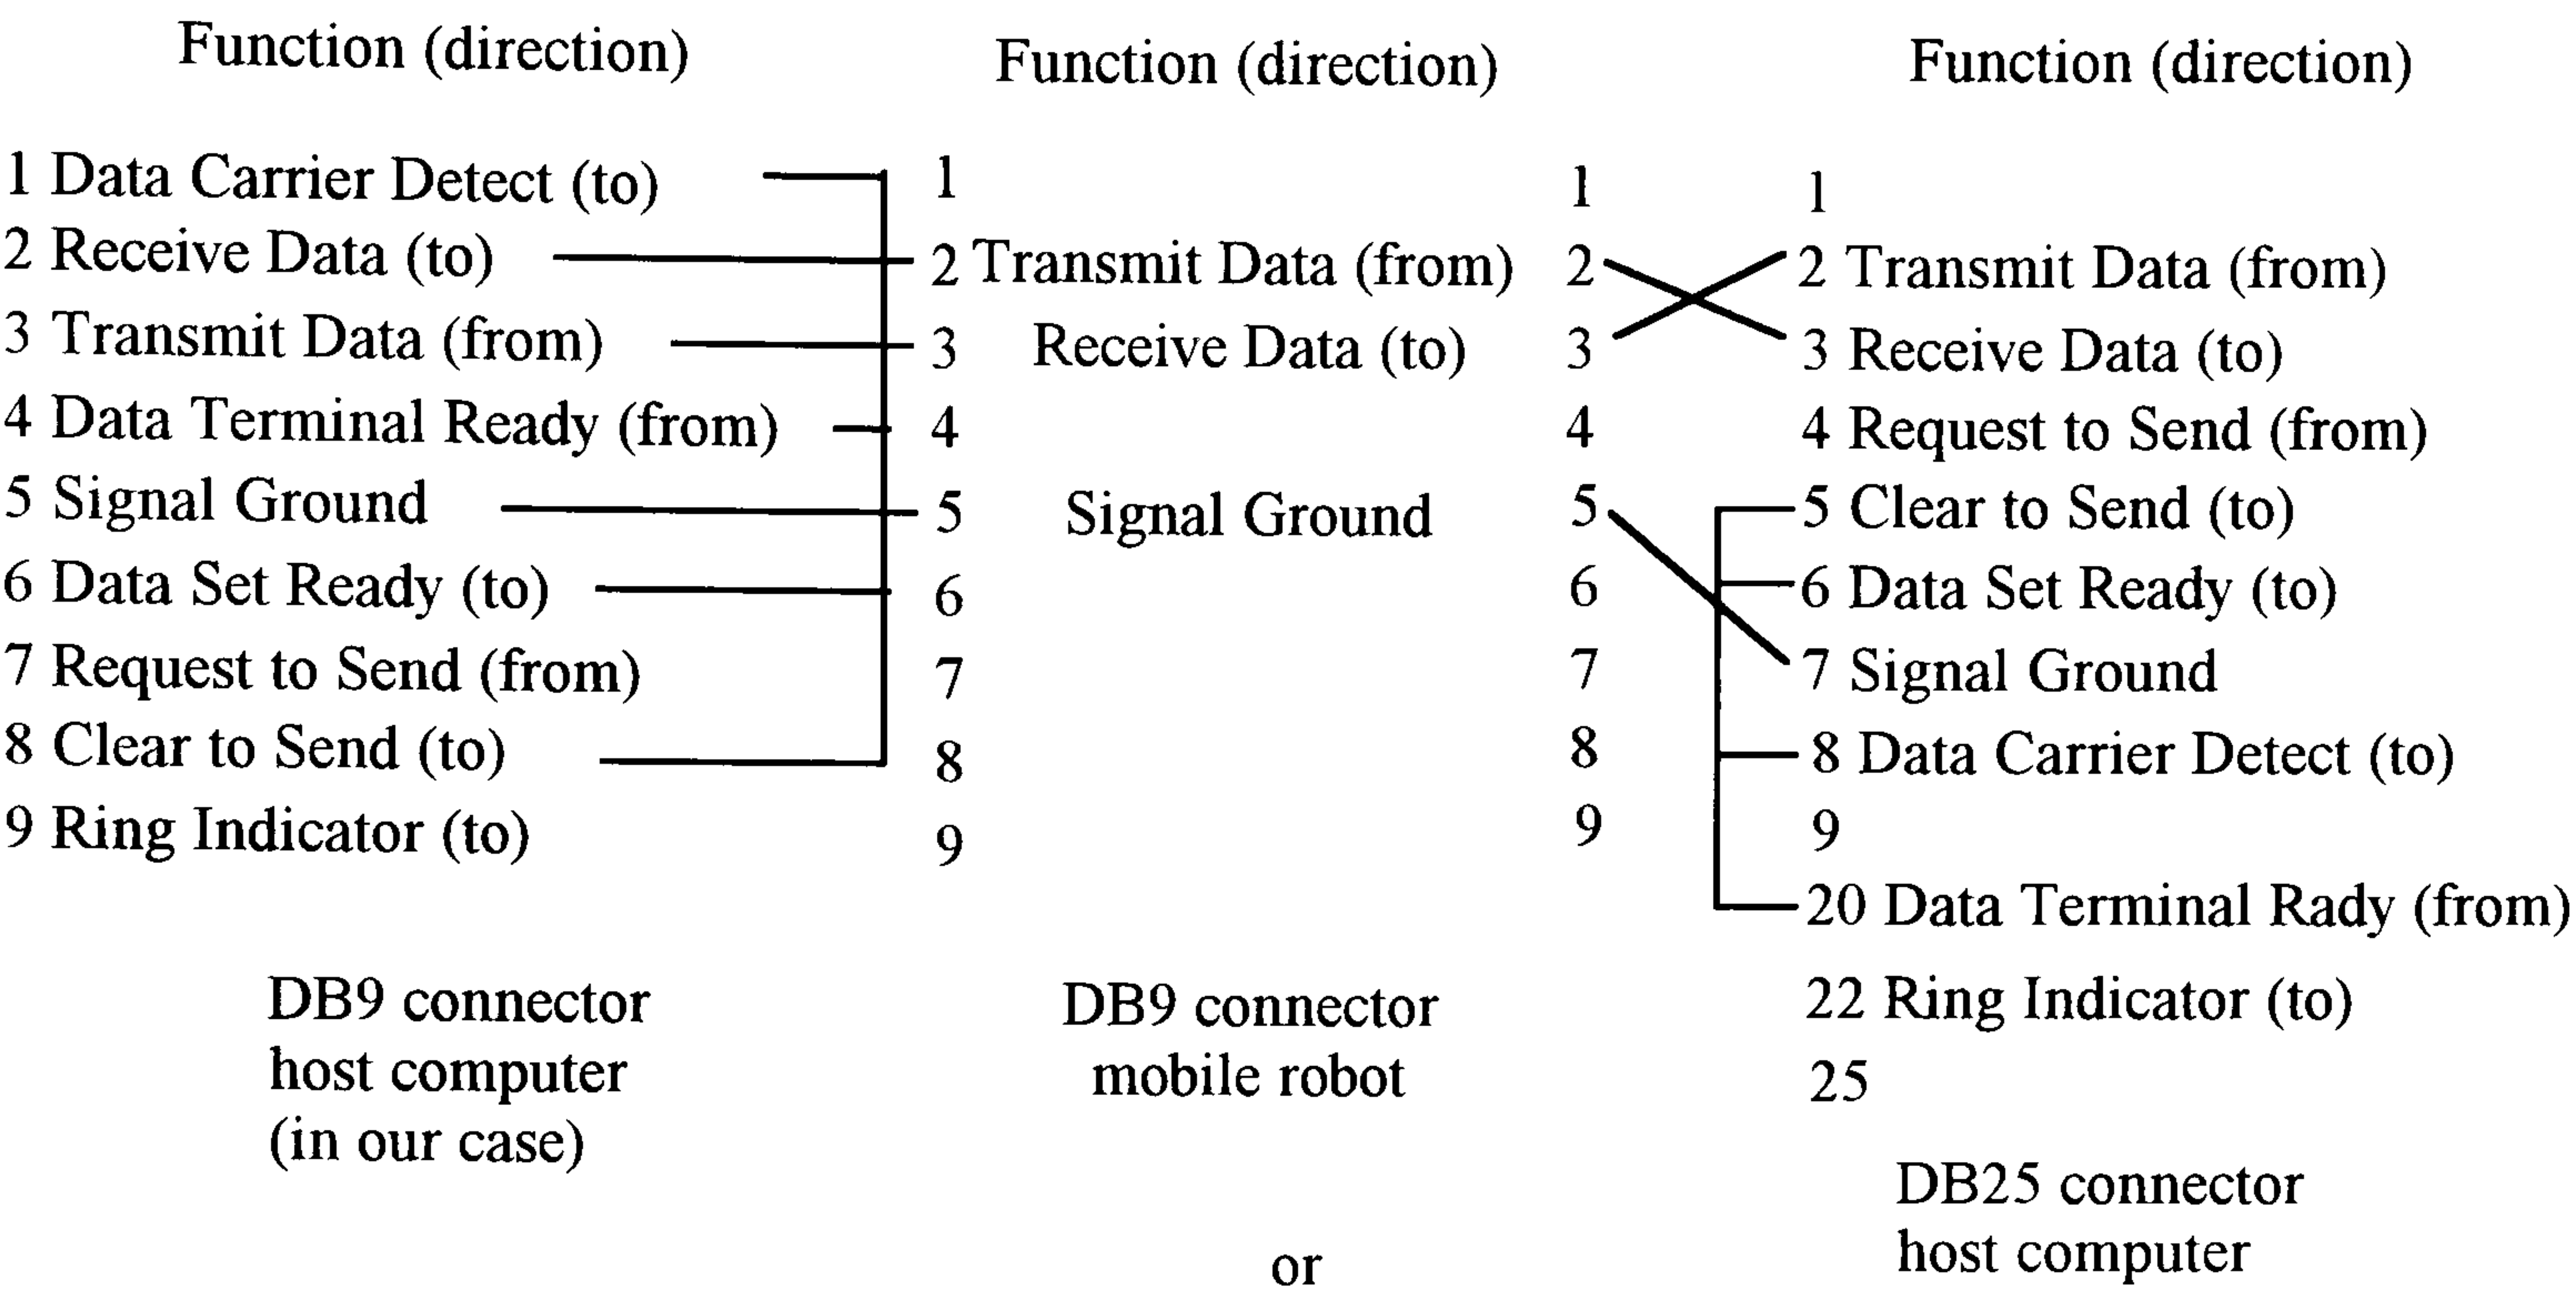 Function (direction)
Function (direction)
Function (direction)
1 Data Carrier Detect (to)
2 Receive Data (to)
3 Transmit Data (from)
4 Data Terminal Ready (from)
5 Signal Ground
6 Data Set Ready (to)
7 Request to Send (from)
8 Clear to Send (to)
9 Ring Indicator (to)
DB9 connector
host computer
(in our case)
1
2 Transmit Data (from)
3 Receive Data (to)
4
5 Signal Ground
6
7
8
9
DB9 connector
mobile robot
or
1
2
3
4
5
6
7
8
9
1
2 Transmit Data (from)
3 Receive Data (to)
4 Request to Send (from)
5 Clear to Send (to)
6 Data Set Ready (to)
7 Signal Ground
8 Data Carrier Detect (to)
9
20 Data Terminal Rady (from)
22 Ring Indicator (to)
25
DB25 connector
host computer